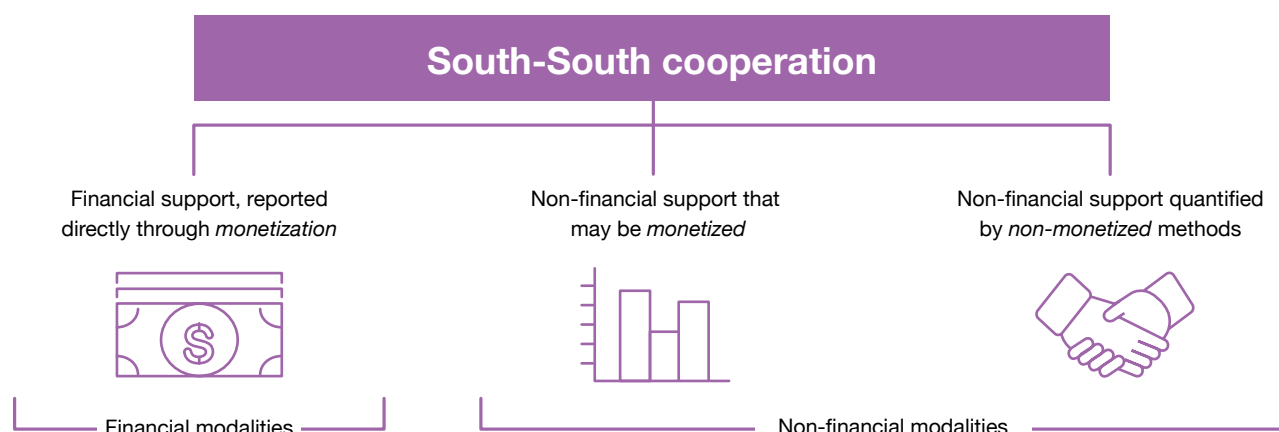 South-South cooperation
Financial support, reported
directly through monetization
Non-financial support that
may be monetized
Non-financial support quantified
by non-monetized methods
$
Financial modalities
Non-financial modalities